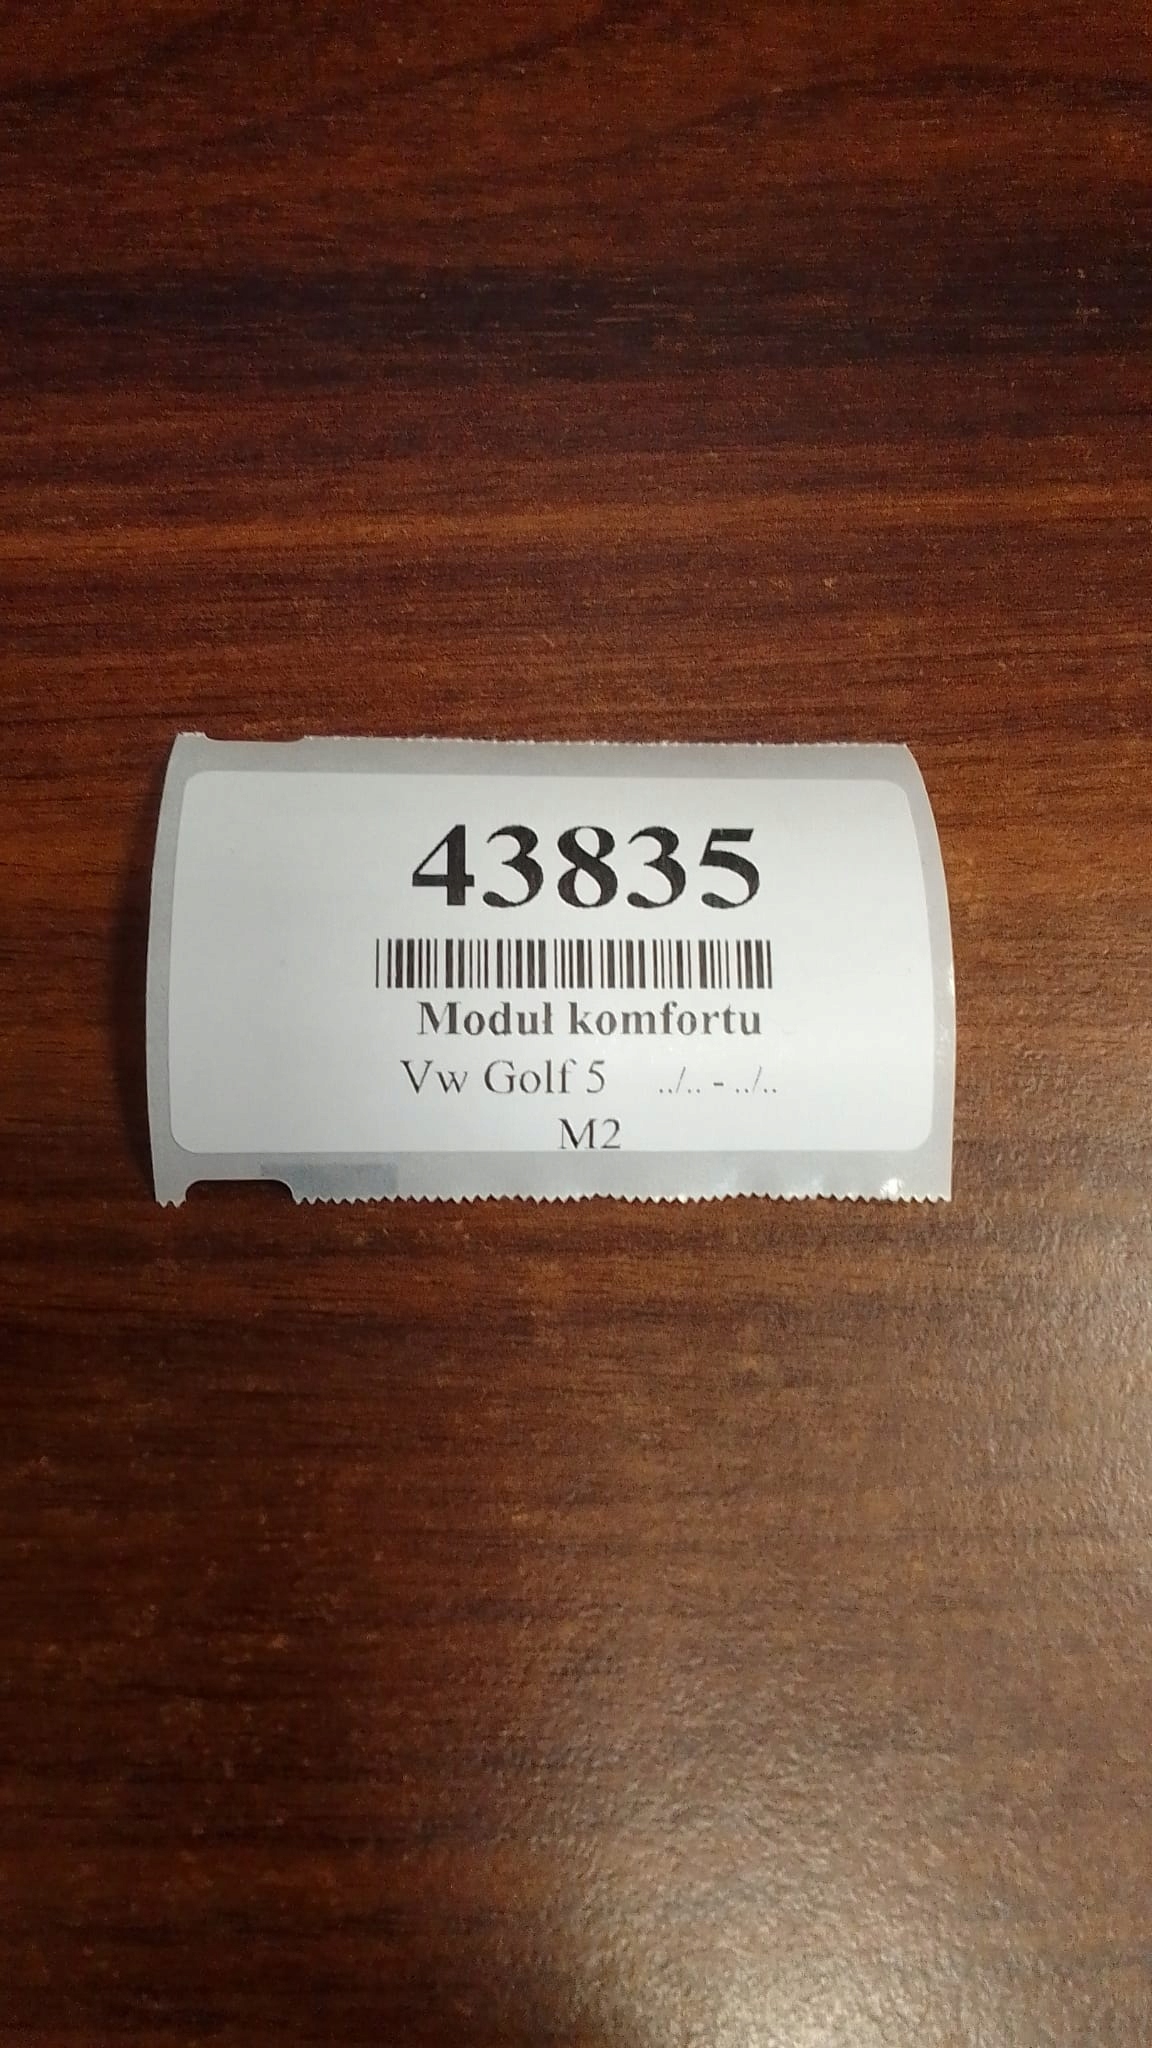 43835
Moduł komfortu
Vw Golf 5 ../.. - ../..
M2